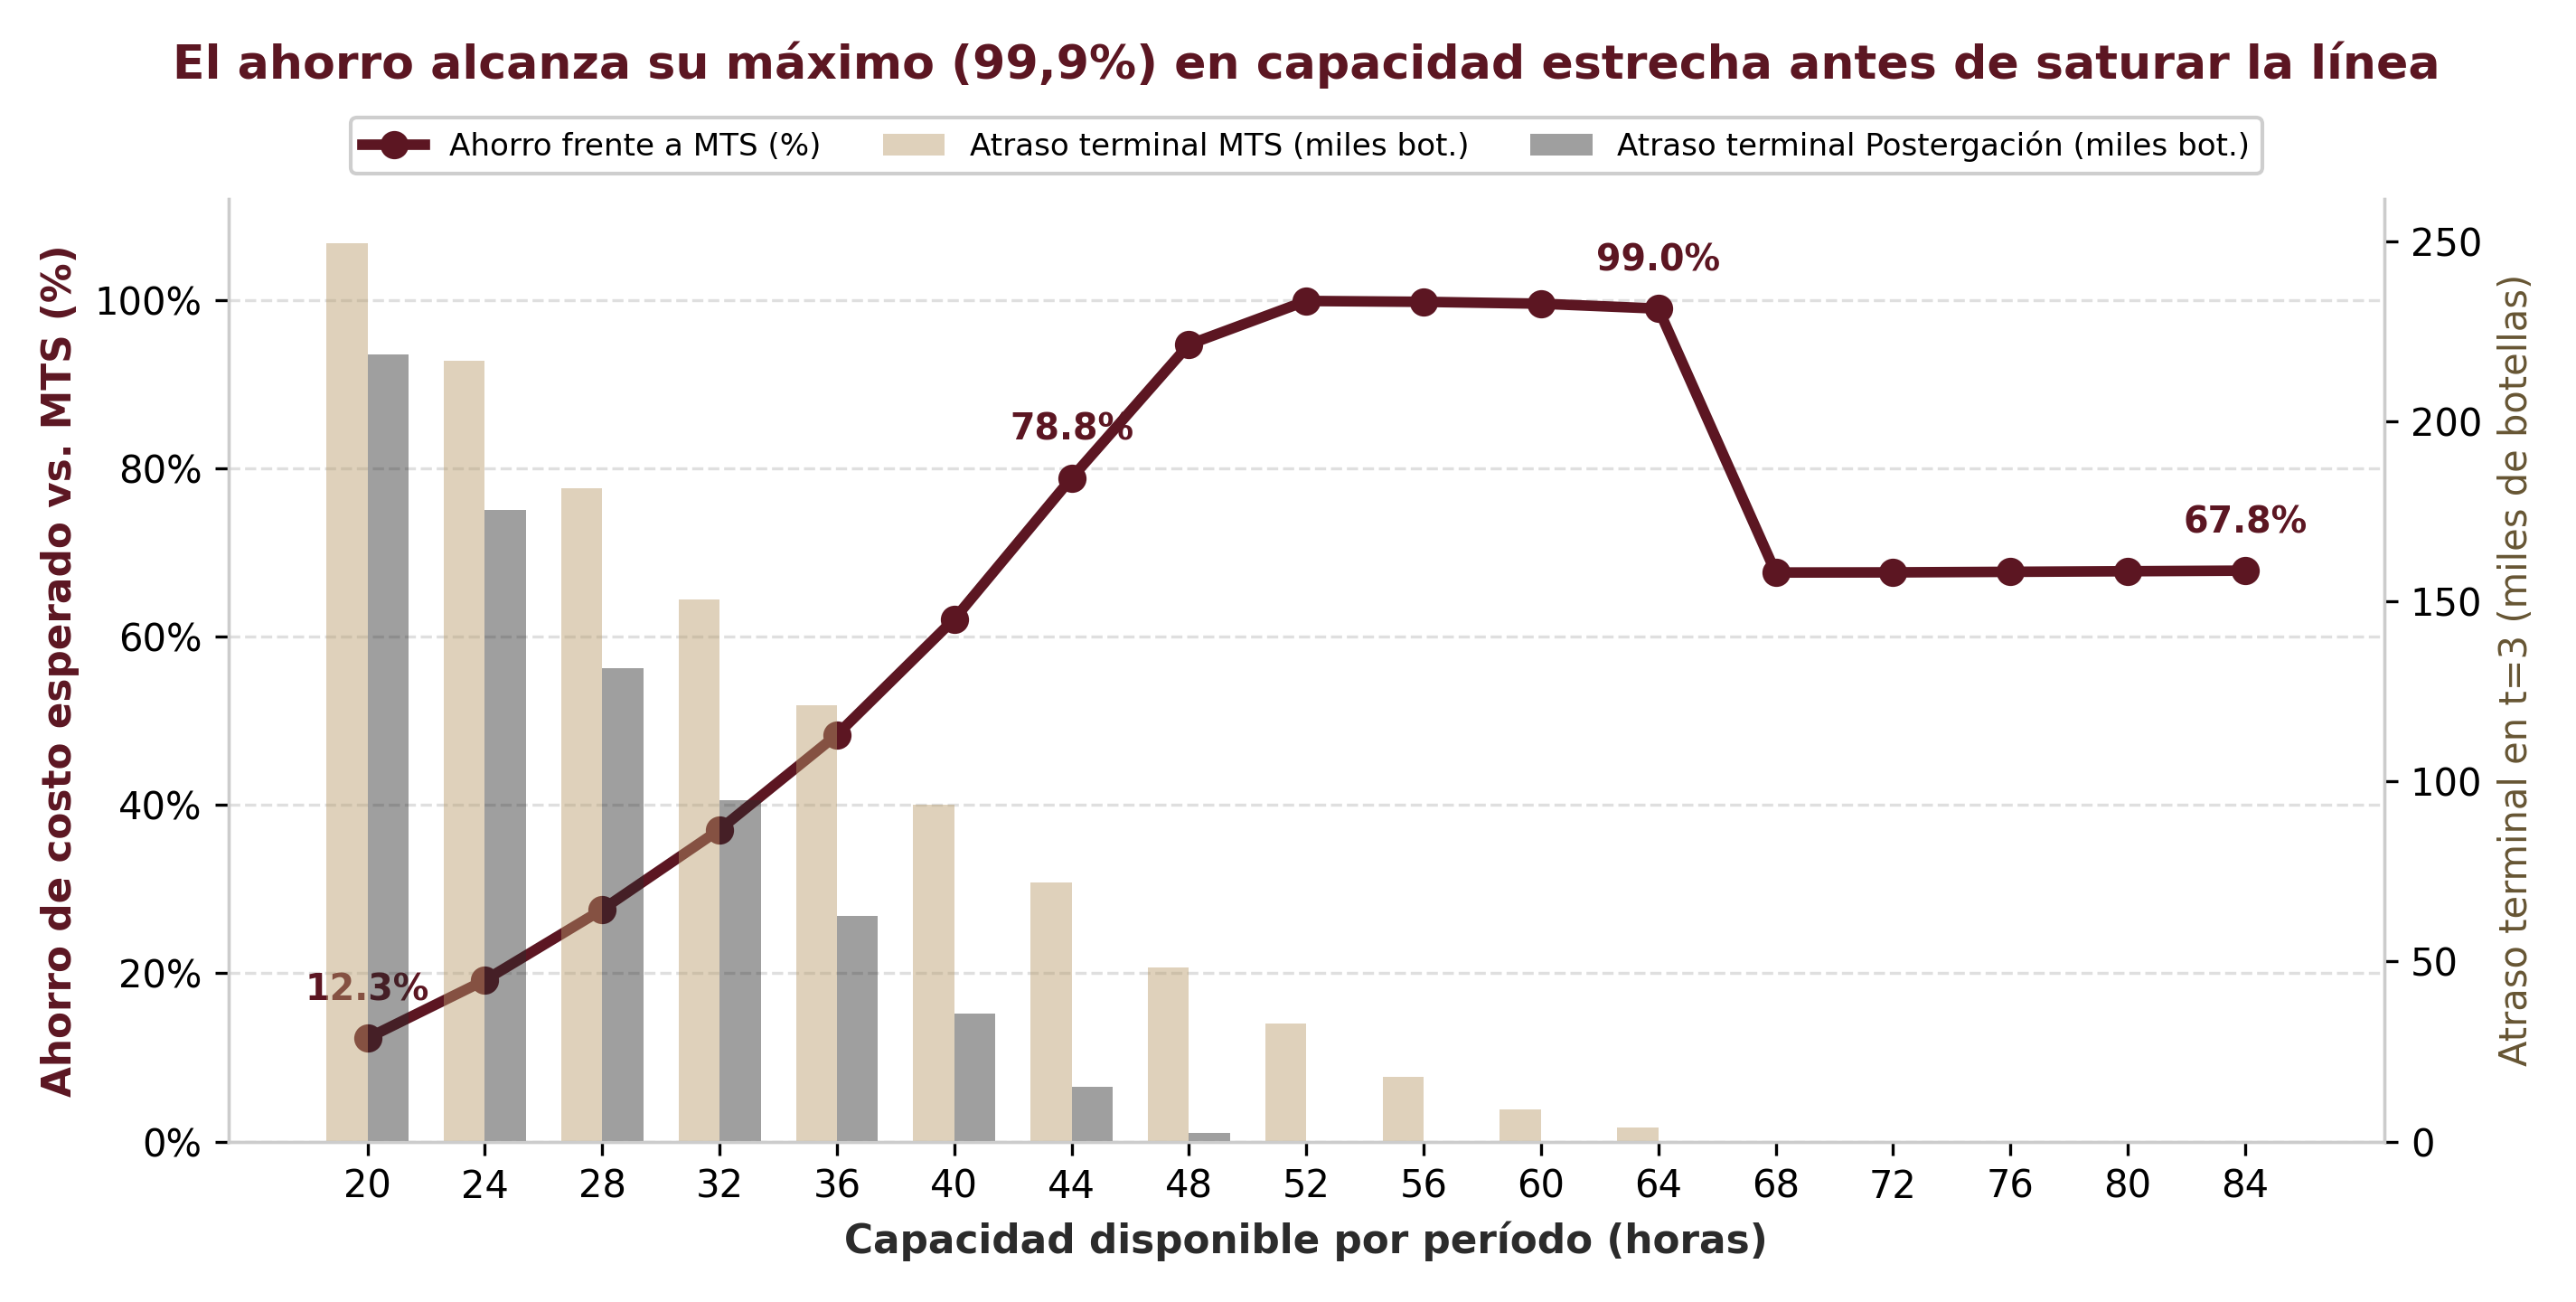 El ahorro alcanza su máximo (99,9%) en capacidad estrecha antes de saturar la línea
Ahorro frente a MTS (%)
Atraso terminal MTS (miles bot.)
Atraso terminal Postergación (miles bot.)
Ahorro de costo esperado vs. MTS (%)
100%
80%
60%
40%
20%
0%
12.3%
78.8%
99.0%
67.8%
250
200
150
100
50
0
Atraso terminal en t=3 (miles de botellas)
20 24 28 32 36 40 44 48 52 56 60 64 68 72 76 80 84
Capacidad disponible por período (horas)